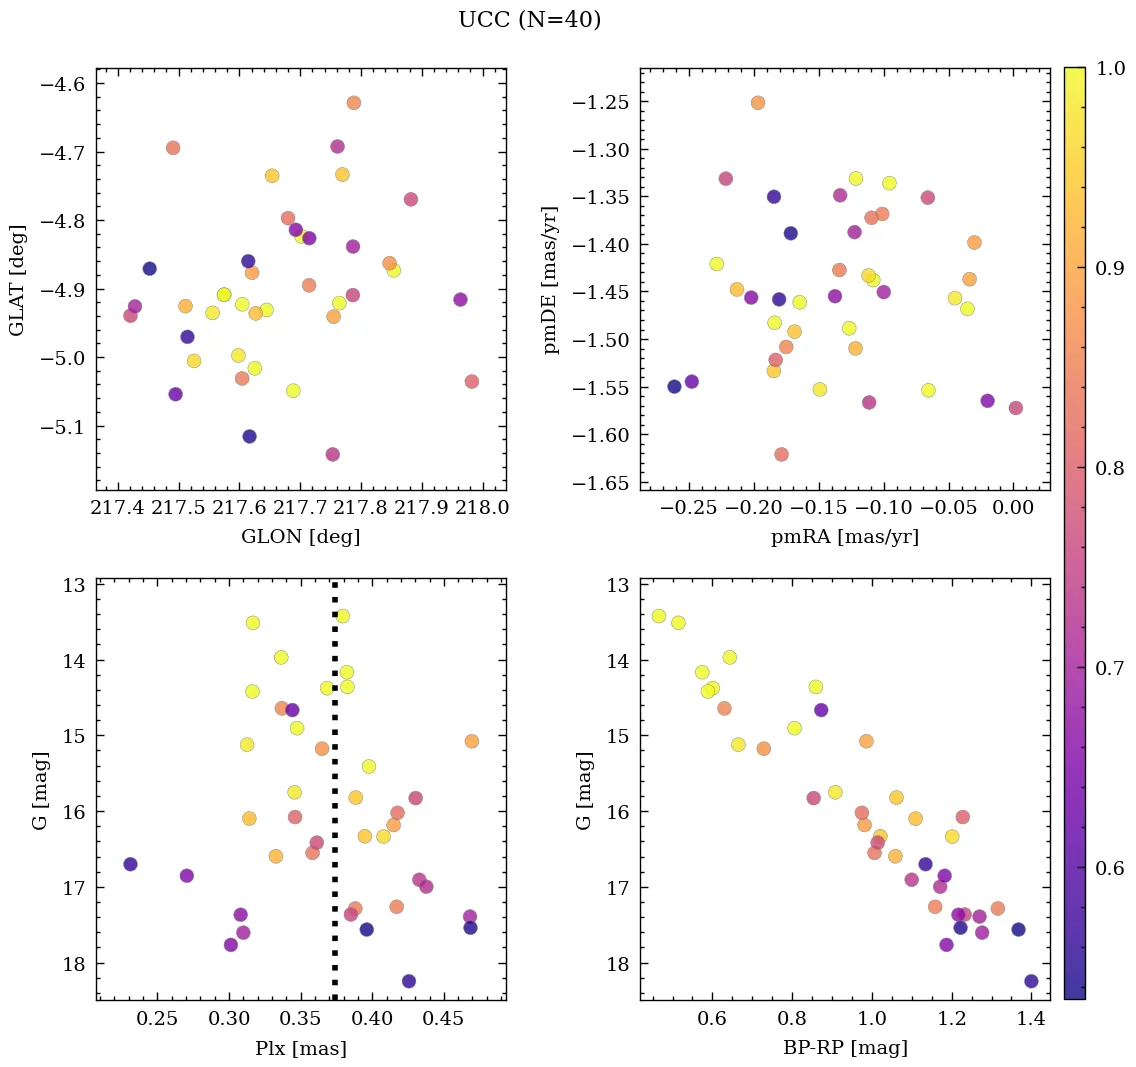 UCC (N=40)
−4.6
−4.7
−4.8
−4.9
−5.0
−5.1
GLAT [deg]
217.4 217.5 217.6 217.7 217.8 217.9 218.0
GLON [deg]
−1.25
−1.30
−1.35
−1.40
−1.45
−1.50
−1.55
−1.60
−1.65
pmDE [mas/yr]
−0.25 −0.20 −0.15 −0.10 −0.05 0.00
pmRA [mas/yr]
13
14
15
16
17
18
G [mag]
0.25 0.30 0.35 0.40 0.45
Plx [mas]
13
14
15
16
17
18
G [mag]
0.6 0.8 1.0 1.2 1.4
BP-RP [mag]
1.0
0.9
0.8
0.7
0.6